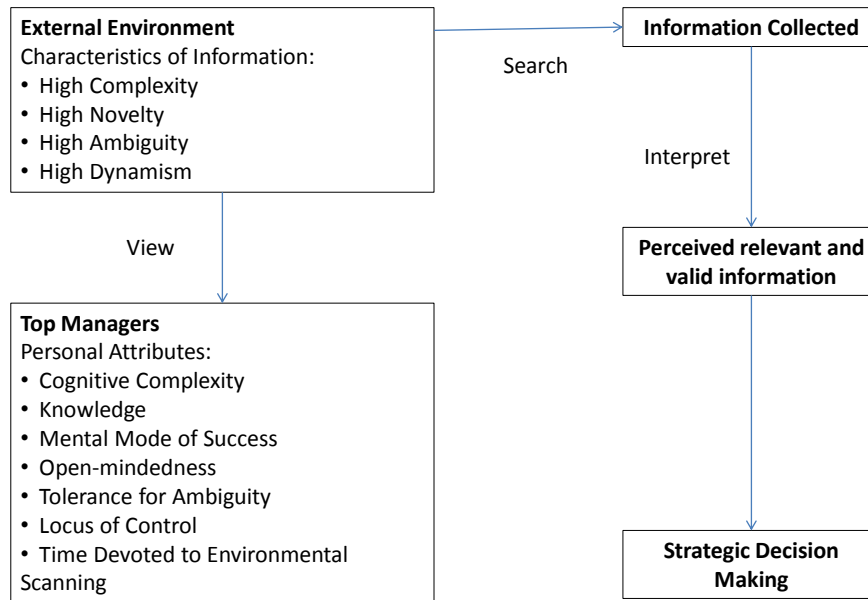 External Environment
Characteristics of Information:
• High Complexity
• High Novelty
• High Ambiguity
• High Dynamism
Search
Information Collected
Interpret
View
Perceived relevant and
valid information
Top Managers
Personal Attributes:
• Cognitive Complexity
• Knowledge
• Mental Mode of Success
• Open-mindedness
• Tolerance for Ambiguity
• Locus of Control
• Time Devoted to Environmental
Scanning
Strategic Decision
Making